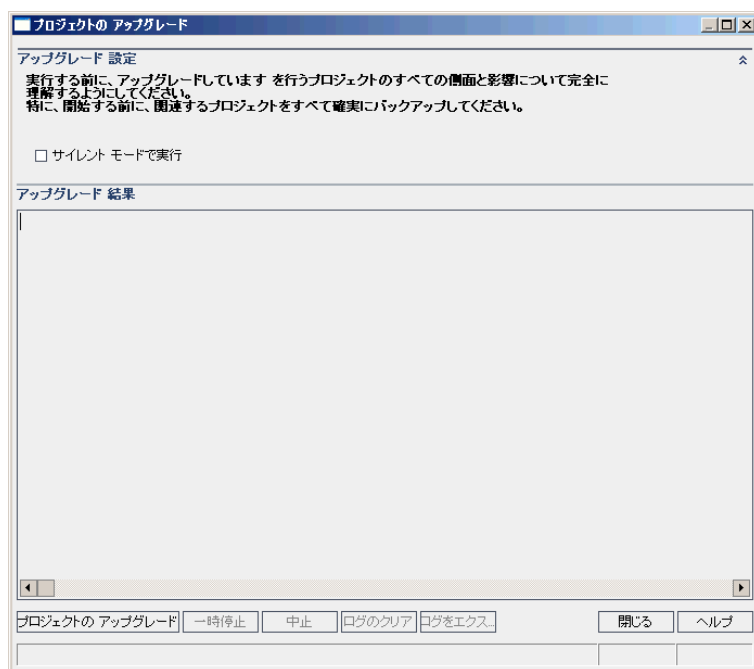 プロジェクトの アップグレード
アップグレード 設定
実行する前に、アップグレードしています を行うプロジェクトのすべての側面と影響について完全に
理解するようにしてください。
特に、開始する前に、関連するプロジェクトをすべて確実にバックアップしてください。
サイレント モードで実行
アップグレード 結果
プロジェクトの アップグレード 一時停止 中止 ログのクリア ログをエクス... 閉じる ヘルプ